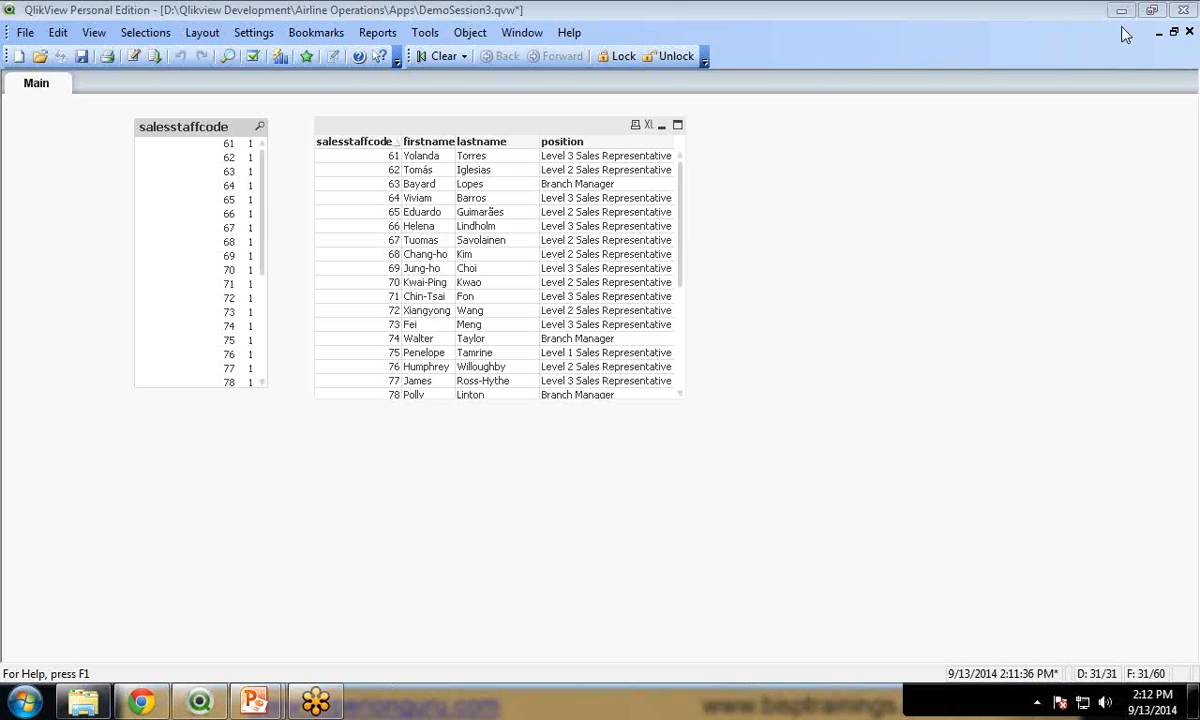 QlikView Personal Edition - [D:\Qlikview Development\Airline Operations\Apps\DemoSession3.qvw*]
File Edit View Selections Layout Settings Bookmarks Reports Tools Object Window Help
Clear Back Forward Lock Unlock
Main
salesstaffcode
61 1
62 1
63 1
64 1
65 1
66 1
67 1
68 1
69 1
70 1
71 1
72 1
73 1
74 1
75 1
76 1
77 1
78 1
XL
salesstaffcode firstname lastname position
61 Yolanda Torres Level 3 Sales Representative
62 Tomás Iglesias Level 2 Sales Representative
63 Bayard Lopes Branch Manager
64 Viviam Barros Level 3 Sales Representative
65 Eduardo Guimarães Level 2 Sales Representative
66 Helena Lindholm Level 3 Sales Representative
67 Tuomas Savolainen Level 2 Sales Representative
68 Chang-ho Kim Level 2 Sales Representative
69 Jung-ho Choi Level 3 Sales Representative
70 Kwai-Ping Kwao Level 2 Sales Representative
71 Chin-Tsai Fon Level 3 Sales Representative
72 Xiangyong Wang Level 2 Sales Representative
73 Fei Meng Level 3 Sales Representative
74 Walter Taylor Branch Manager
75 Penelope Tamrine Level 1 Sales Representative
76 Humphrey Willoughby Level 2 Sales Representative
77 James Ross-Hythe Level 3 Sales Representative
78 Polly Linton Branch Manager
For Help, press F1
9/13/2014 2:11:36 PM* D: 31/31 F: 31/60
www.bisptrainings.
2:12 PM
9/13/2014